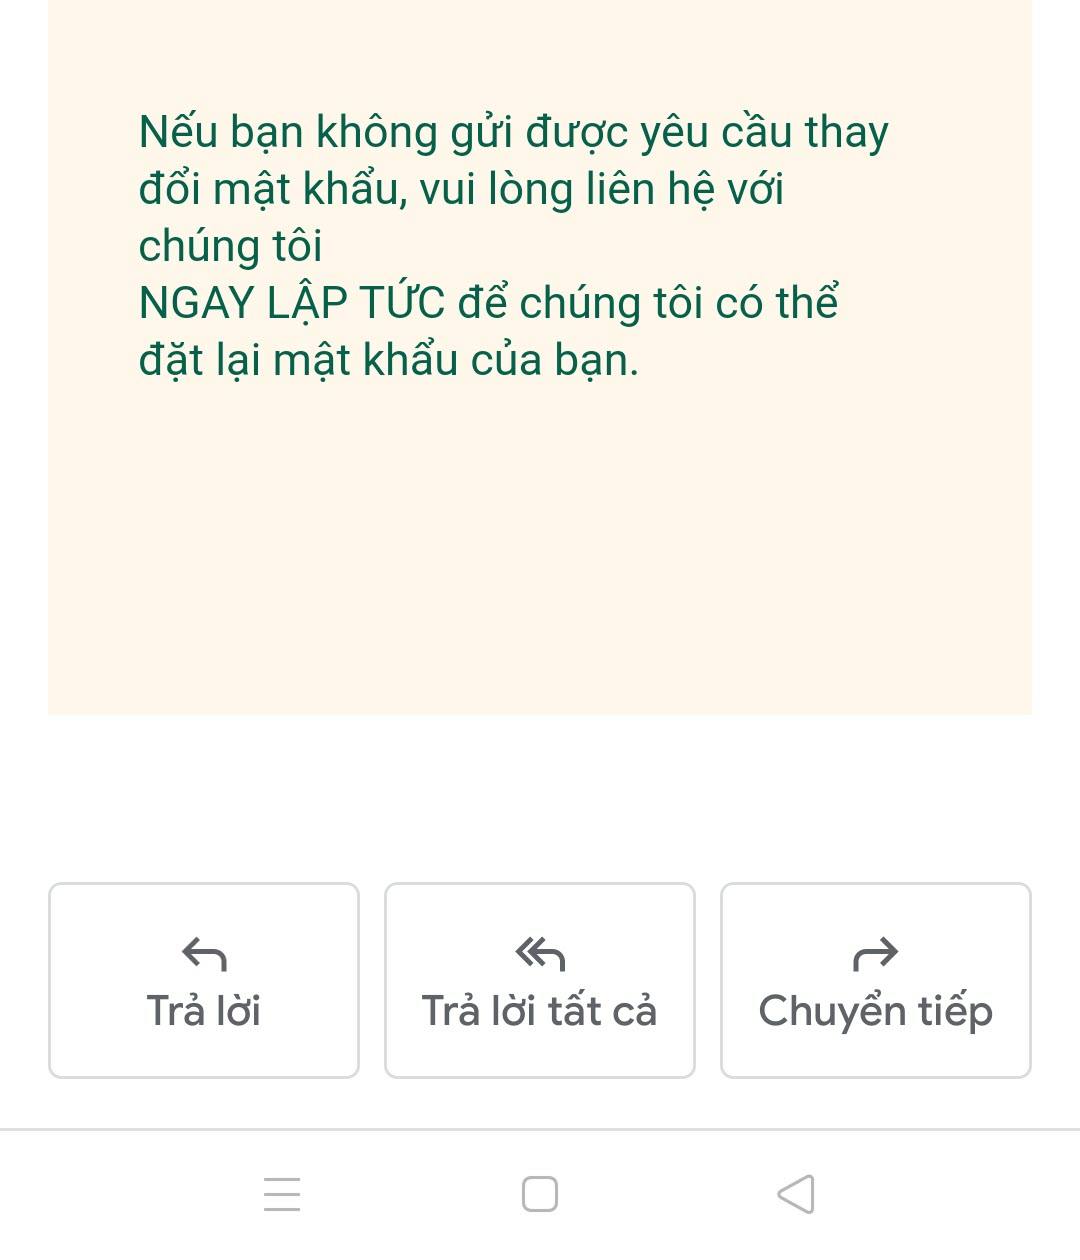 Nếu bạn không gửi được yêu cầu thay
đổi mật khẩu, vui lòng liên hệ với
chúng tôi
NGAY LẬP TỨC để chúng tôi có thể
đặt lại mật khẩu của bạn.
Trả lời
Trả lời tất cả
Chuyển tiếp